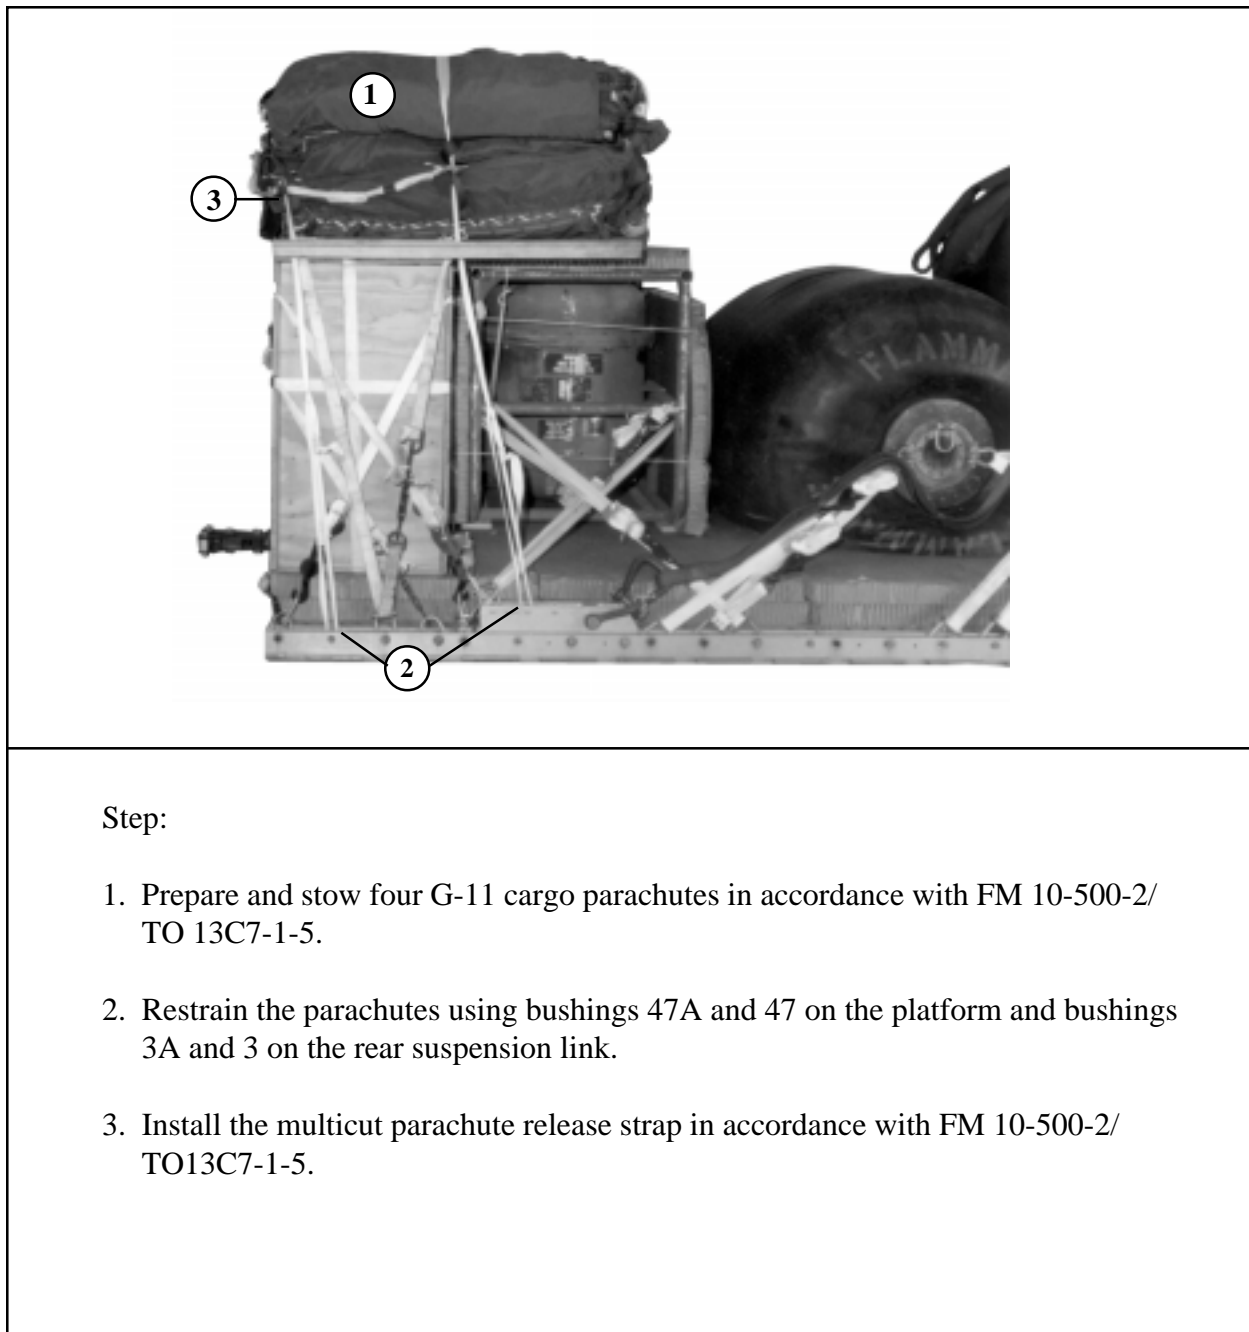 1
3
FLAMMA
2
Step:
1. Prepare and stow four G-11 cargo parachutes in accordance with FM 10-500-2/
TO 13C7-1-5.
2. Restrain the parachutes using bushings 47A and 47 on the platform and bushings
3A and 3 on the rear suspension link.
3. Install the multicut parachute release strap in accordance with FM 10-500-2/
TO13C7-1-5.